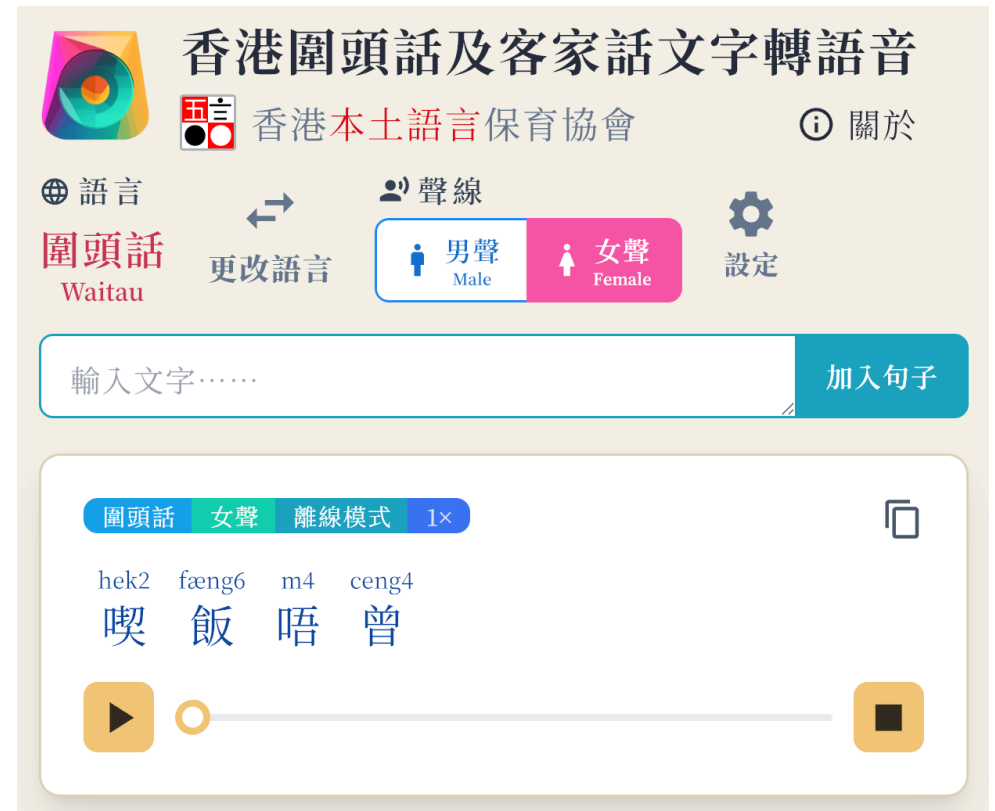 香港圍頭話及客家話文字轉語音
五言
香港本土語言保育協會
關於
語言
圍頭話
Waitau
更改語言
聲線
男聲
Male
女聲
Female
設定
輸入文字⋯⋯
加入句子
圍頭話 女聲 離線模式 1×
hek2 fæng6 m4 ceng4
喫 飯 唔 曾